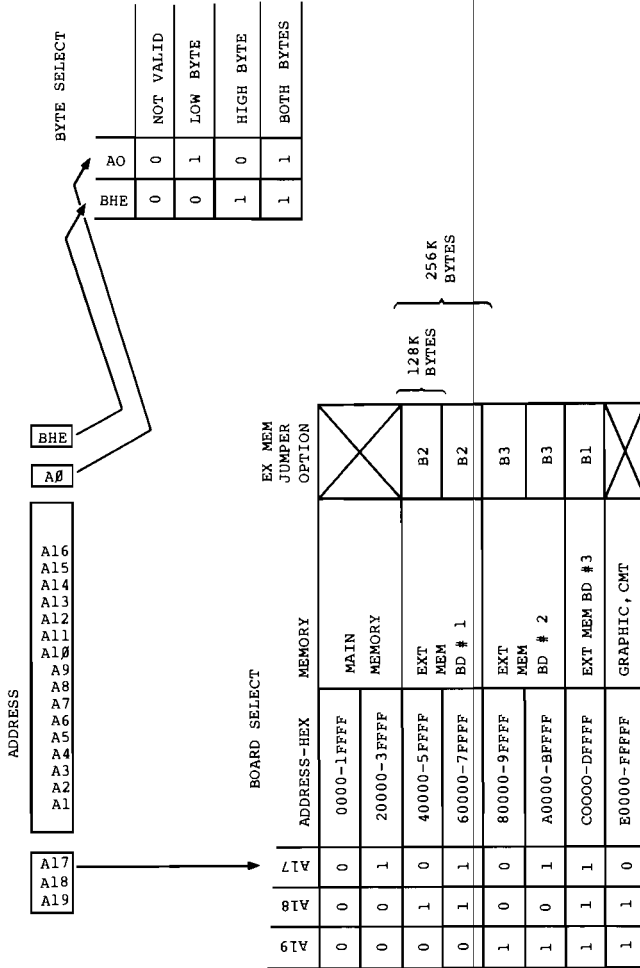 ADDRESS
A19
A18
A17
A16
A15
A14
A13
A12
A11
A1Ø
A9
A8
A7
A6
A5
A4
A3
A2
A1
AØ
BHE
BYTE SELECT
BHE AO
0 0 NOT VALID
0 1 LOW BYTE
1 0 HIGH BYTE
1 1 BOTH BYTES
BOARD SELECT
EX MEM
JUMPER
OPTION
A19 A18 A17 ADDRESS-HEX MEMORY
0 0 0 0000-1FFFF MAIN
0 0 1 20000-3FFFF MEMORY
0 1 0 40000-5FFFF EXT
MEM
B2
0 1 1 60000-7FFFF BD # 1 B2
128K
BYTES
256K
BYTES
1 0 0 80000-9FFFF EXT
MEM
B3
1 0 1 A0000-BFFFF BD # 2 B3
1 1 1 C0000-DFFFF EXT MEM BD #3 B1
1 1 0 E0000-FFFFF GRAPHIC, CMT